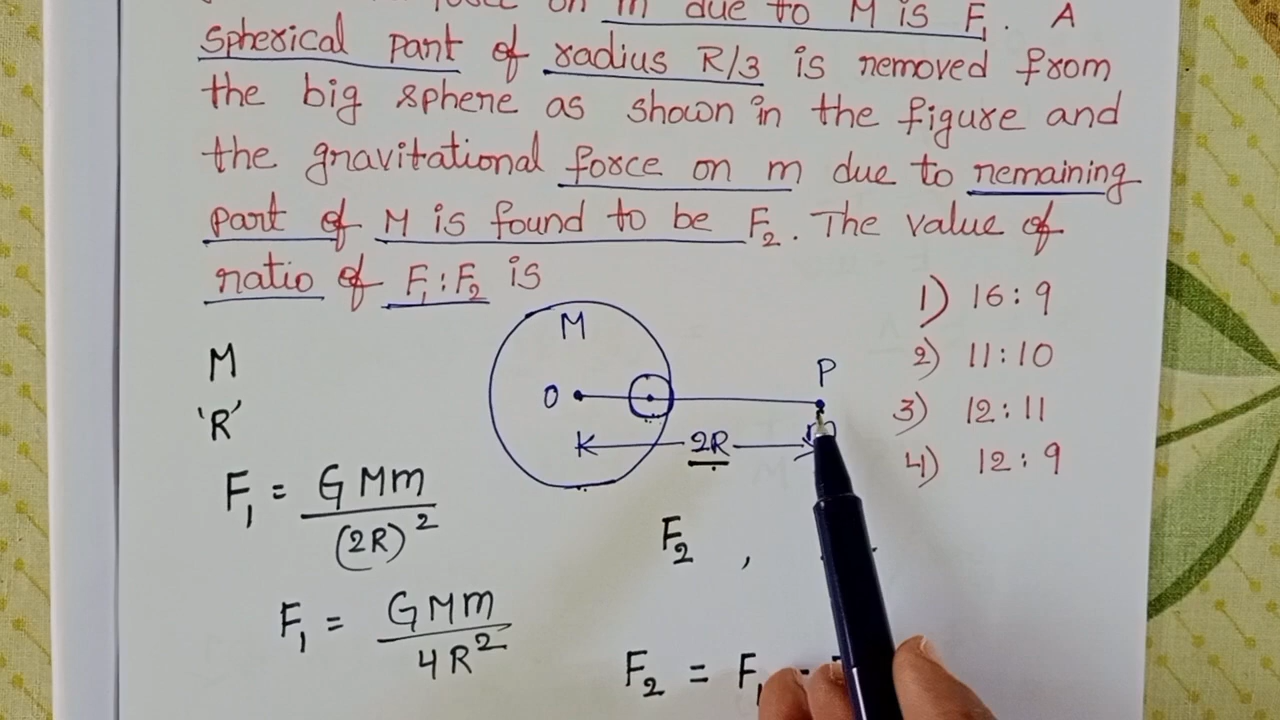 on m due to M is F₁. A
spherical part of radius R/3 is removed from
the big sphere as shown in the figure and
the gravitational force on m due to remaining
part of M is found to be F₂. The value of
ratio of F₁ : F₂ is
1) 16 : 9
2) 11 : 10
3) 12 : 11
4) 12 : 9
M
O
P
2R
M
'R'
F₁ = GMm / (2R)²
F₁ = GMm / 4R²
F₂ ,
F₂ = F₁ -